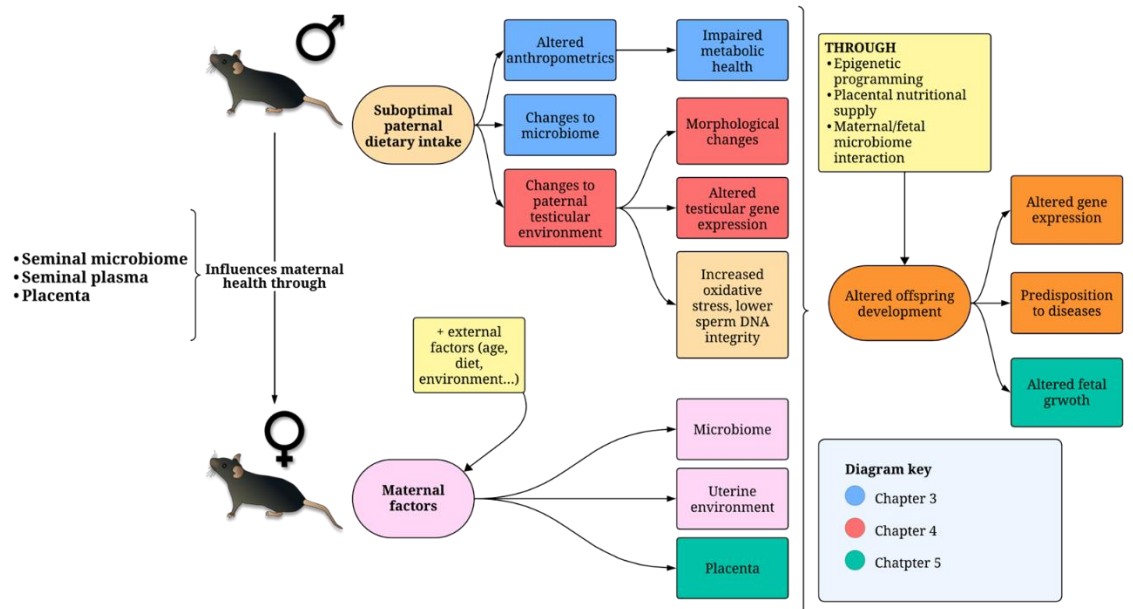 Altered
anthropometrics
Impaired
metabolic
health
Suboptimal
paternal
dietary intake
Changes to
microbiome
Morphological
changes
Changes to
paternal
testicular
environment
Altered
testicular gene
expression
Increased
oxidative
stress, lower
sperm DNA
integrity
• Seminal microbiome
• Seminal plasma
• Placenta
Influences maternal
health through
+ external
factors (age,
diet,
environment...)
Maternal
factors
Microbiome
Uterine
environment
Placenta
THROUGH
• Epigenetic
programming
• Placental nutritional
supply
• Maternal/fetal
microbiome
interaction
Altered offspring
development
Altered gene
expression
Predisposition
to diseases
Altered fetal
grwoth
Diagram key
Chapter 3
Chapter 4
Chatpter 5